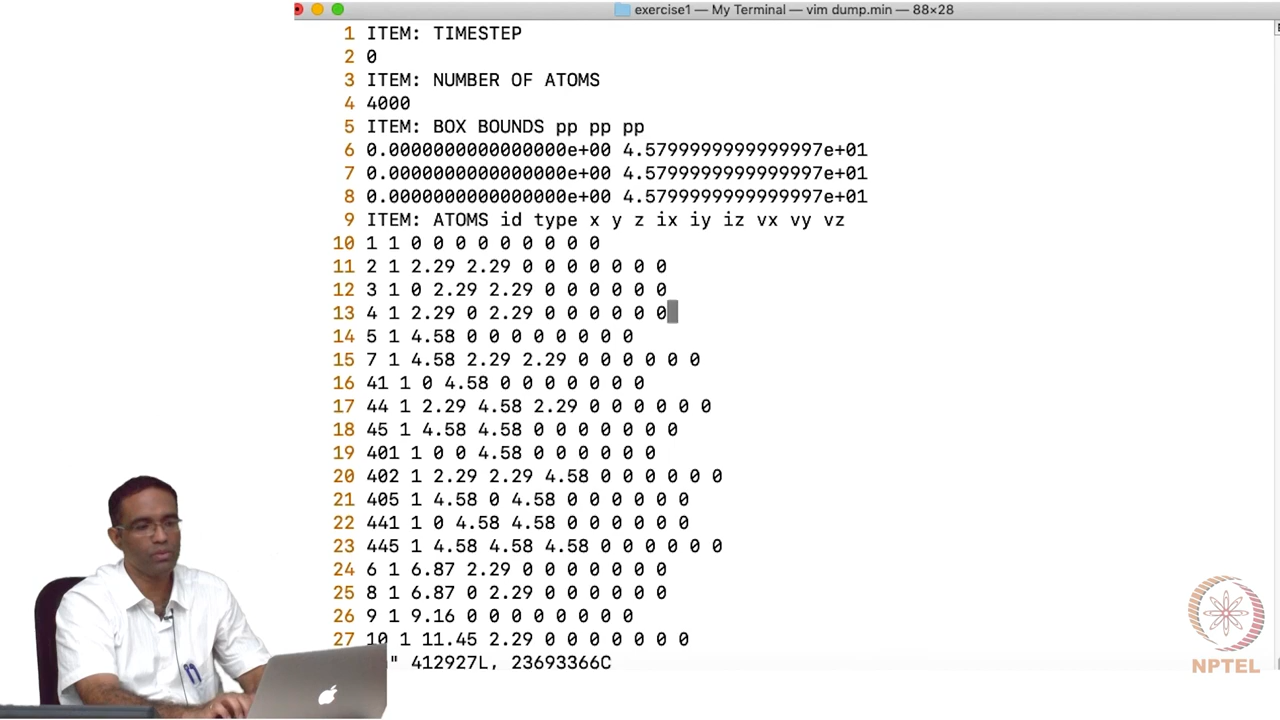 exercise1 — My Terminal — vim dump.min — 88×28
1 ITEM: TIMESTEP
2 0
3 ITEM: NUMBER OF ATOMS
4 4000
5 ITEM: BOX BOUNDS pp pp pp
6 0.0000000000000000e+00 4.5799999999999997e+01
7 0.0000000000000000e+00 4.5799999999999997e+01
8 0.0000000000000000e+00 4.5799999999999997e+01
9 ITEM: ATOMS id type x y z ix iy iz vx vy vz
10 1 1 0 0 0 0 0 0 0 0 0
11 2 1 2.29 2.29 0 0 0 0 0 0 0
12 3 1 0 2.29 2.29 0 0 0 0 0 0
13 4 1 2.29 0 2.29 0 0 0 0 0 0
14 5 1 4.58 0 0 0 0 0 0 0 0
15 7 1 4.58 2.29 2.29 0 0 0 0 0 0
16 41 1 0 4.58 0 0 0 0 0 0 0
17 44 1 2.29 4.58 2.29 0 0 0 0 0 0
18 45 1 4.58 4.58 0 0 0 0 0 0 0
19 401 1 0 0 4.58 0 0 0 0 0 0
20 402 1 2.29 2.29 4.58 0 0 0 0 0 0
21 405 1 4.58 0 4.58 0 0 0 0 0 0
22 441 1 0 4.58 4.58 0 0 0 0 0 0
23 445 1 4.58 4.58 4.58 0 0 0 0 0 0
24 6 1 6.87 2.29 0 0 0 0 0 0 0
25 8 1 6.87 0 2.29 0 0 0 0 0 0
26 9 1 9.16 0 0 0 0 0 0 0 0
27 10 1 11.45 2.29 0 0 0 0 0 0 0
" 412927L, 23693366C
NPTEL